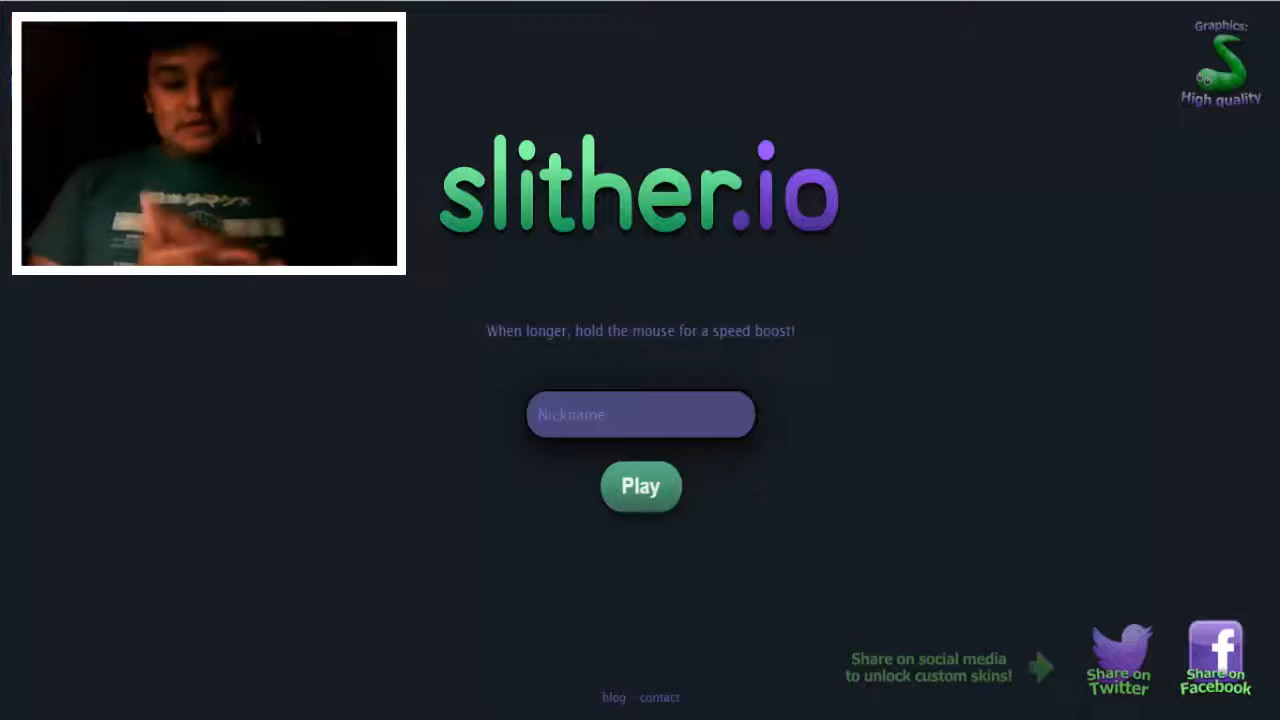 Graphics:
High quality
slither.io
When longer, hold the mouse for a speed boost!
Nickname
Play
Share on social media
to unlock custom skins!
Share on
Twitter
Share on
Facebook
blog contact